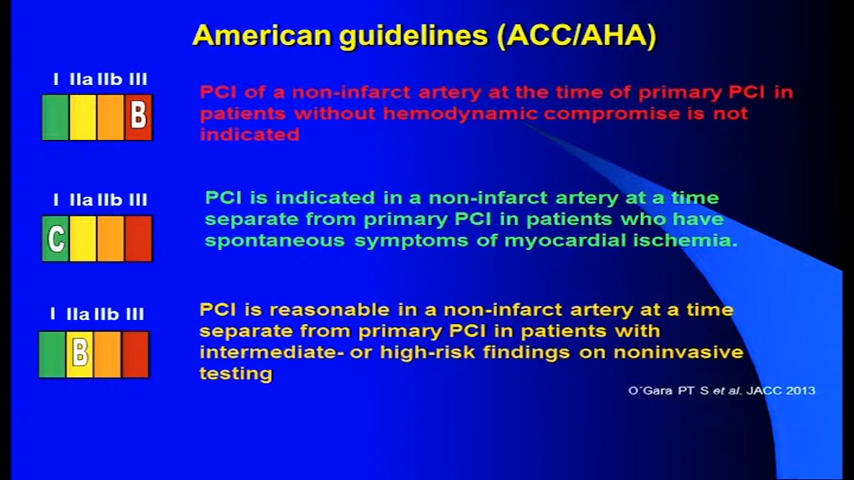 American guidelines (ACC/AHA)
I IIa IIb III
B
PCI of a non-infarct artery at the time of primary PCI in
patients without hemodynamic compromise is not
indicated
I IIa IIb III
C
PCI is indicated in a non-infarct artery at a time
separate from primary PCI in patients who have
spontaneous symptoms of myocardial ischemia.
I IIa IIb III
B
PCI is reasonable in a non-infarct artery at a time
separate from primary PCI in patients with
intermediate- or high-risk findings on noninvasive
testing
O´Gara PT S et al. JACC 2013